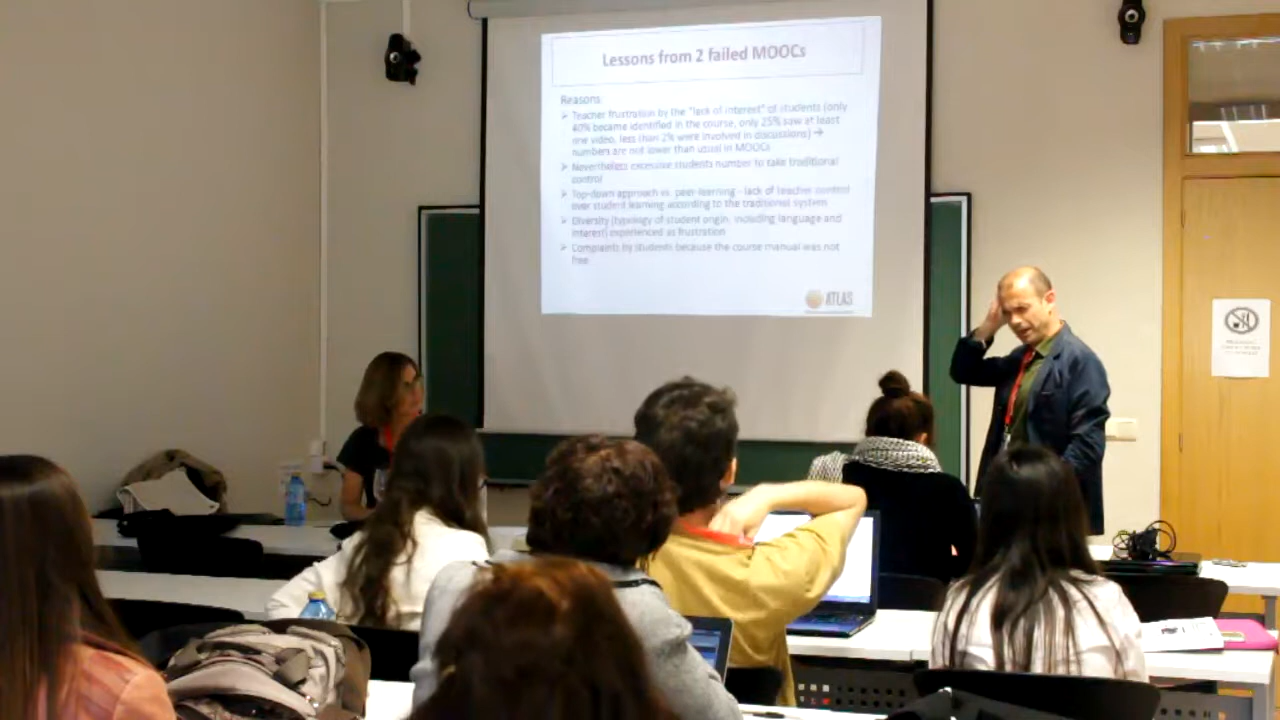 Lessons from 2 failed MOOCs
Reasons:
➢ Teacher frustration by the "lack of interest" of students (only
40% became identified in the course, only 25% saw at least
one video, less than 2% were involved in discussions) →
numbers are not lower than usual in MOOCs
➢ Nevertheless excessive students number to take traditional
control
➢ Top-down approach vs. peer-learning - lack of teacher control
over student learning according to the traditional system
➢ Diversity (typology of student origin, including language and
interest) experienced as frustration
➢ Complaints by students because the course manual was not
free
ATLAS